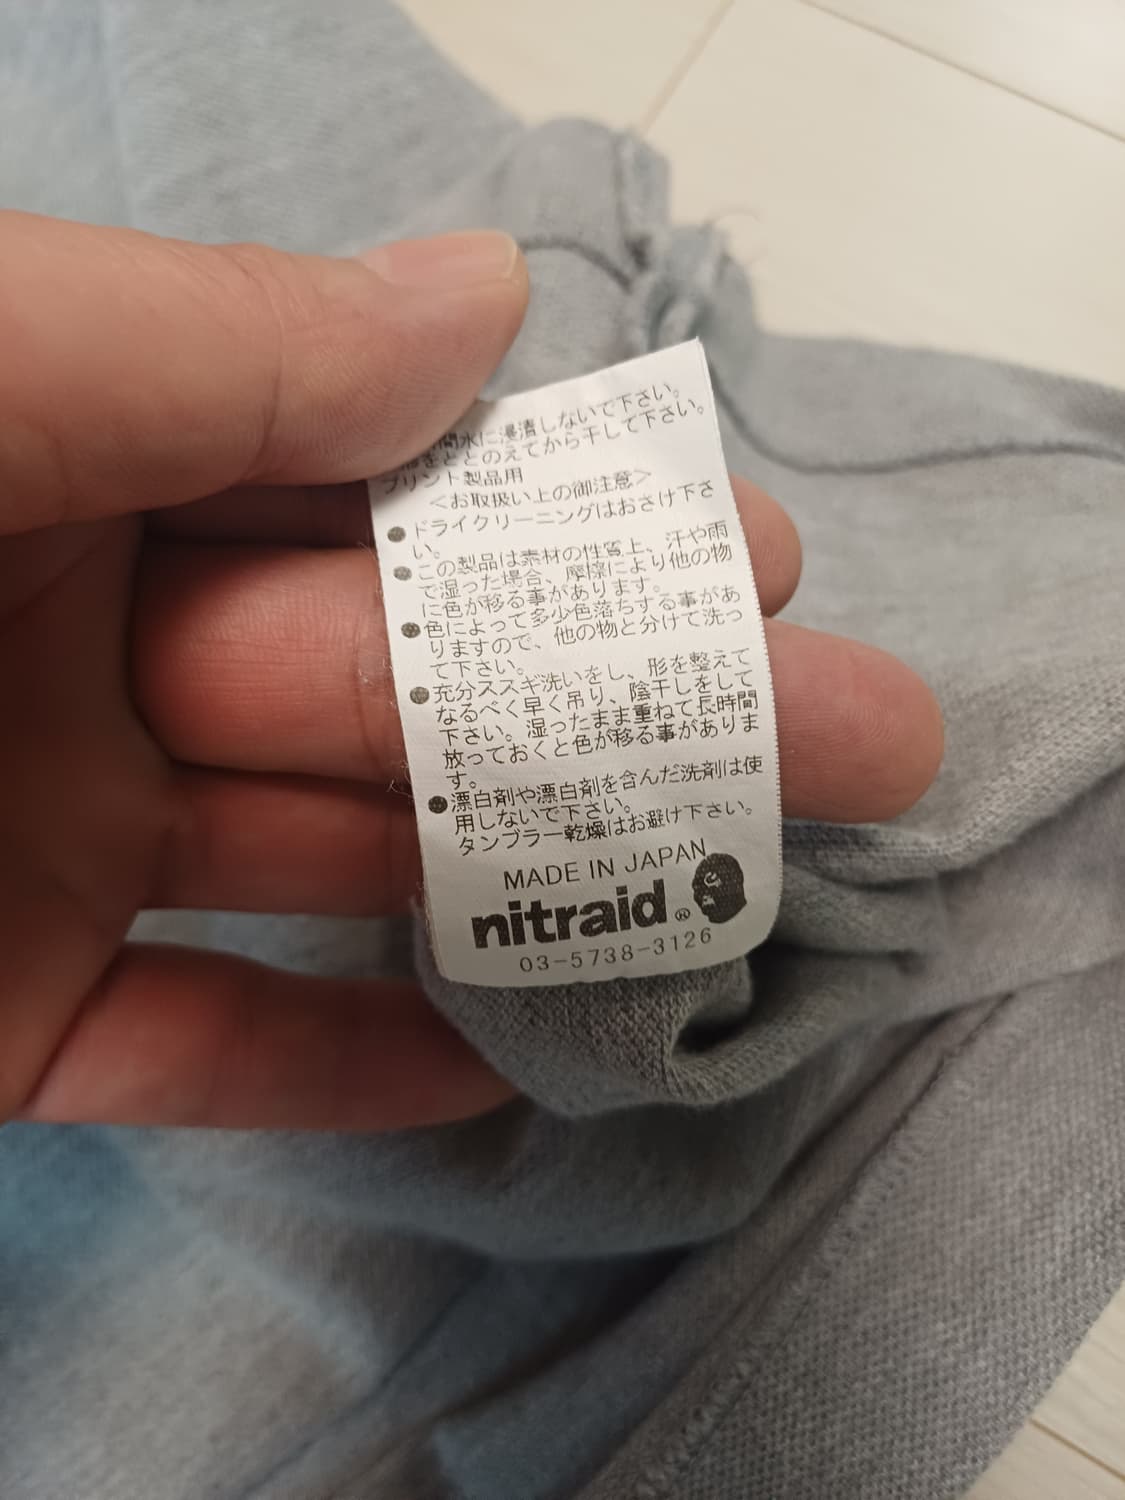 間水に浸漬しないで下さい。
形をととのえてから干して下さい。
プリント製品用
＜お取扱い上の御注意＞
●ドライクリーニングはおさけ下さ
い。
●この製品は素材の性質上、汗や雨
で湿った場合、摩擦により他の物
に色が移る事があります。
●色によって多少色落ちする事があ
りますので、他の物と分けて洗っ
て下さい。
●充分ススギ洗いをし、形を整えて
なるべく早く吊り、陰干しをして
下さい。湿ったまま重ねて長時間
放っておくと色が移る事がありま
す。
●漂白剤や漂白剤を含んだ洗剤は使
用しないで下さい。
タンブラー乾燥はお避け下さい。
MADE IN JAPAN
nitraid®
03-5738-3126